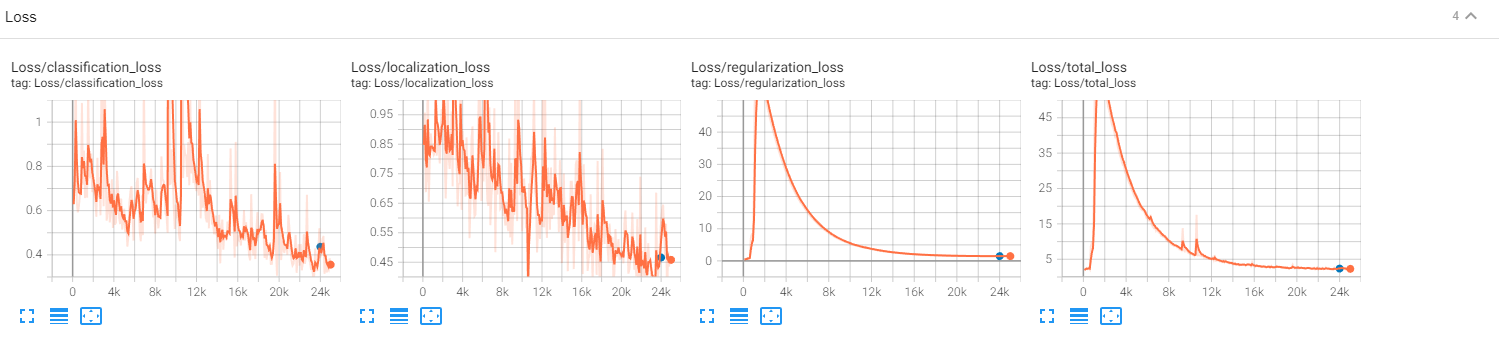 Loss
4
Loss/classification_loss
tag: Loss/classification_loss
1
0.8
0.6
0.4
0 4k 8k 12k 16k 20k 24k
Loss/localization_loss
tag: Loss/localization_loss
0.95
0.85
0.75
0.65
0.55
0.45
0 4k 8k 12k 16k 20k 24k
Loss/regularization_loss
tag: Loss/regularization_loss
40
30
20
10
0
0 4k 8k 12k 16k 20k 24k
Loss/total_loss
tag: Loss/total_loss
45
35
25
15
5
0 4k 8k 12k 16k 20k 24k